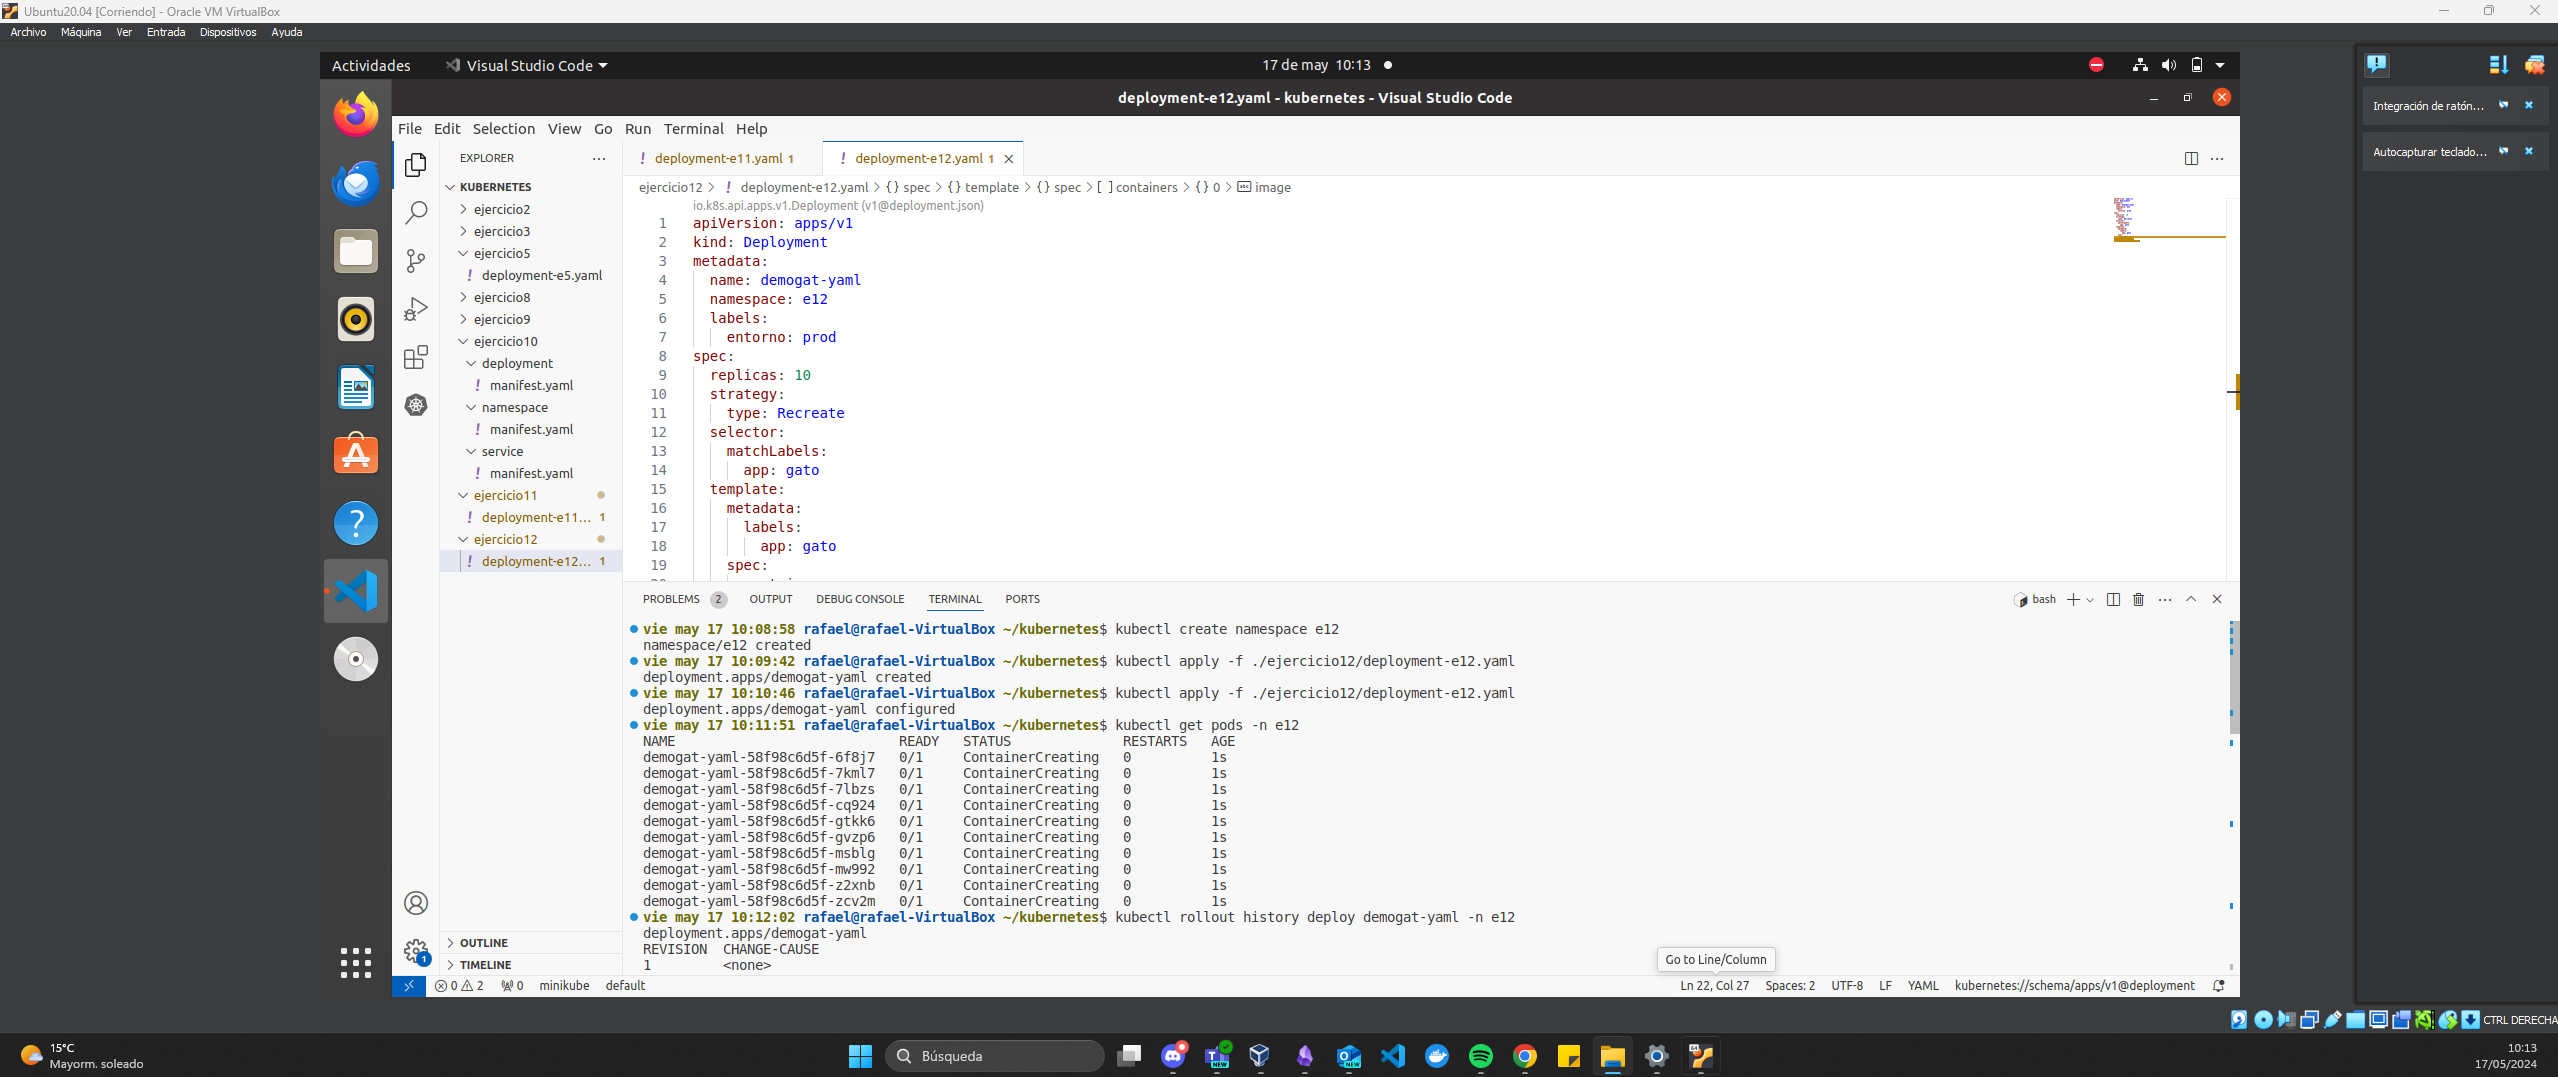 Ubuntu20.04 [Corriendo] - Oracle VM VirtualBox
Archivo Máquina Ver Entrada Dispositivos Ayuda
Actividades Visual Studio Code 17 de may 10:13
deployment-e12.yaml - kubernetes - Visual Studio Code
Integración de ratón...
Autocapturar teclado...
File Edit Selection View Go Run Terminal Help
EXPLORER
KUBERNETES
ejercicio2
ejercicio3
ejercicio5
! deployment-e5.yaml
ejercicio8
ejercicio9
ejercicio10
deployment
! manifest.yaml
namespace
! manifest.yaml
service
! manifest.yaml
ejercicio11
! deployment-e11... 1
ejercicio12
! deployment-e12... 1
OUTLINE
TIMELINE
! deployment-e11.yaml 1 ! deployment-e12.yaml 1
ejercicio12 > ! deployment-e12.yaml > {} spec > {} template > {} spec > [ ] containers > {} 0 > image
io.k8s.api.apps.v1.Deployment (v1@deployment.json)
1 apiVersion: apps/v1
2 kind: Deployment
3 metadata:
4 name: demogat-yaml
5 namespace: e12
6 labels:
7 entorno: prod
8 spec:
9 replicas: 10
10 strategy:
11 type: Recreate
12 selector:
13 matchLabels:
14 app: gato
15 template:
16 metadata:
17 labels:
18 app: gato
19 spec:
PROBLEMS 2 OUTPUT DEBUG CONSOLE TERMINAL PORTS bash
vie may 17 10:08:58 rafael@rafael-VirtualBox ~/kubernetes$ kubectl create namespace e12
namespace/e12 created
vie may 17 10:09:42 rafael@rafael-VirtualBox ~/kubernetes$ kubectl apply -f ./ejercicio12/deployment-e12.yaml
deployment.apps/demogat-yaml created
vie may 17 10:10:46 rafael@rafael-VirtualBox ~/kubernetes$ kubectl apply -f ./ejercicio12/deployment-e12.yaml
deployment.apps/demogat-yaml configured
vie may 17 10:11:51 rafael@rafael-VirtualBox ~/kubernetes$ kubectl get pods -n e12
NAME READY STATUS RESTARTS AGE
demogat-yaml-58f98c6d5f-6f8j7 0/1 ContainerCreating 0 1s
demogat-yaml-58f98c6d5f-7kml7 0/1 ContainerCreating 0 1s
demogat-yaml-58f98c6d5f-7lbzs 0/1 ContainerCreating 0 1s
demogat-yaml-58f98c6d5f-cq924 0/1 ContainerCreating 0 1s
demogat-yaml-58f98c6d5f-gtkk6 0/1 ContainerCreating 0 1s
demogat-yaml-58f98c6d5f-gvzp6 0/1 ContainerCreating 0 1s
demogat-yaml-58f98c6d5f-msblg 0/1 ContainerCreating 0 1s
demogat-yaml-58f98c6d5f-mw992 0/1 ContainerCreating 0 1s
demogat-yaml-58f98c6d5f-z2xnb 0/1 ContainerCreating 0 1s
demogat-yaml-58f98c6d5f-zcv2m 0/1 ContainerCreating 0 1s
vie may 17 10:12:02 rafael@rafael-VirtualBox ~/kubernetes$ kubectl rollout history deploy demogat-yaml -n e12
deployment.apps/demogat-yaml
REVISION CHANGE-CAUSE
1 <none>
Go to Line/Column
0 2 0 minikube default Ln 22, Col 27 Spaces: 2 UTF-8 LF YAML kubernetes://schema/apps/v1@deployment
CTRL DERECHA
15°C
Mayorm. soleado
Búsqueda
10:13
17/05/2024